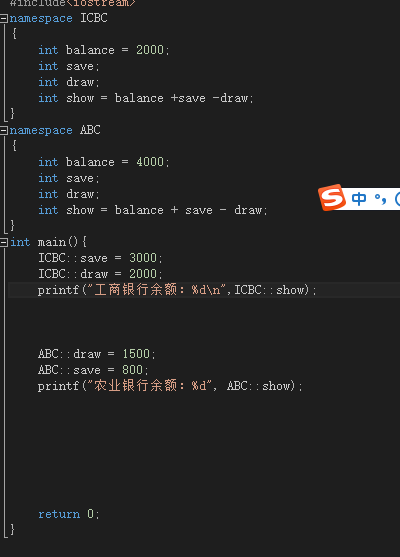 #include<iostream>
namespace ICBC
{
int balance = 2000;
int save;
int draw;
int show = balance +save -draw;
}
namespace ABC
{
int balance = 4000;
int save;
int draw;
int show = balance + save - draw;
}
int main(){
ICBC::save = 3000;
ICBC::draw = 2000;
printf("工商银行余额：%d\n",ICBC::show);
ABC::draw = 1500;
ABC::save = 800;
printf("农业银行余额：%d", ABC::show);
return 0;
}
S 中 °,